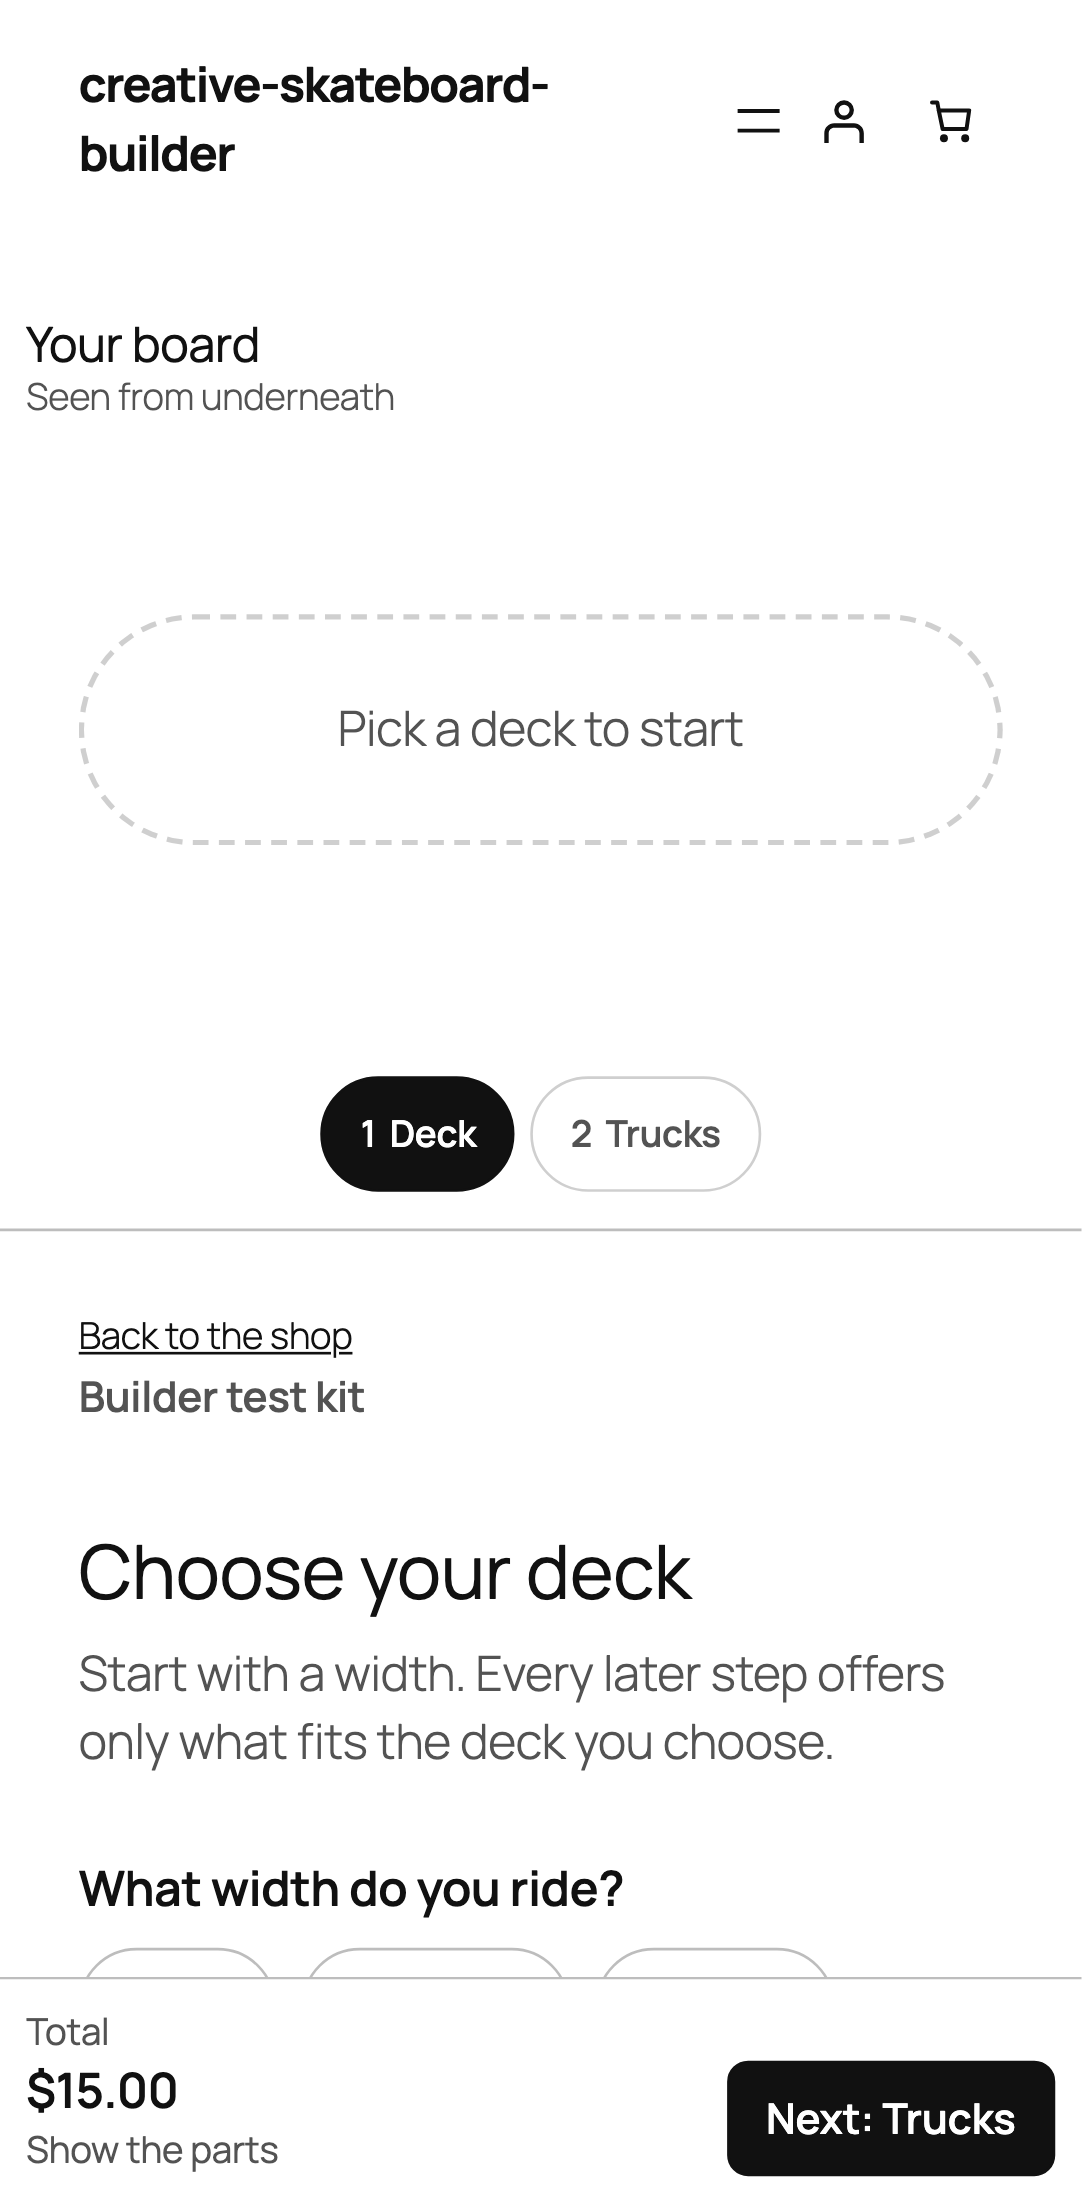 creative-skateboard-
builder
Your board
Seen from underneath
Pick a deck to start
1 Deck
2 Trucks
Back to the shop
Builder test kit
Choose your deck
Start with a width. Every later step offers
only what fits the deck you choose.
What width do you ride?
Total
$15.00
Show the parts
Next: Trucks